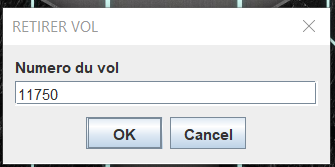 RETIRER VOL
Numero du vol
11750
OK Cancel